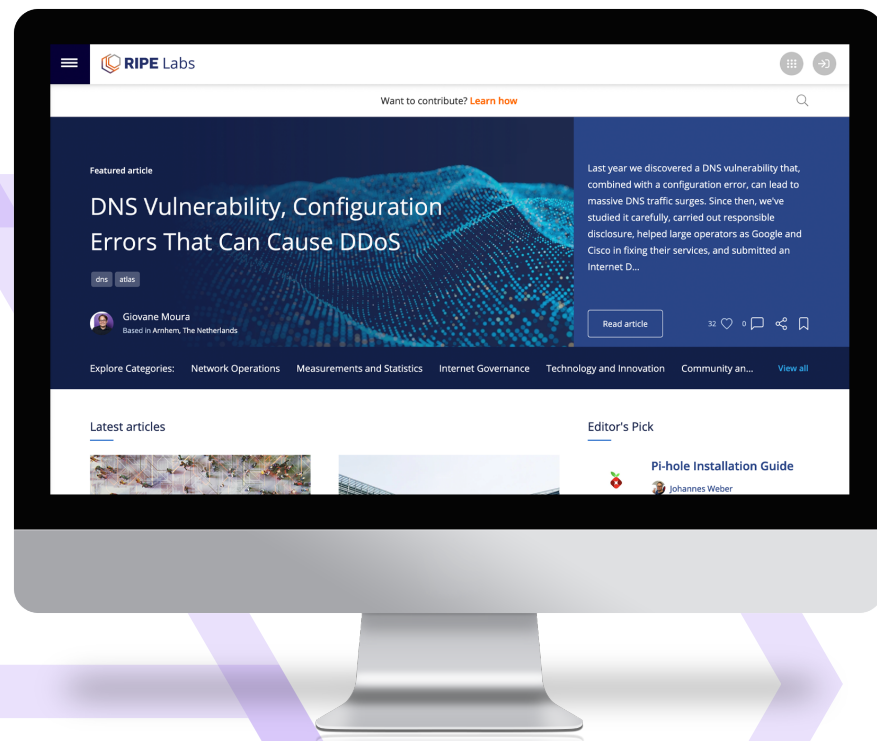 RIPE Labs
Want to contribute? Learn how
Featured article
DNS Vulnerability, Configuration
Errors That Can Cause DDoS
dns atlas
Giovane Moura
Based in Arnhem, The Netherlands
Last year we discovered a DNS vulnerability that,
combined with a configuration error, can lead to
massive DNS traffic surges. Since then, we've
studied it carefully, carried out responsible
disclosure, helped large operators as Google and
Cisco in fixing their services, and submitted an
Internet D...
Read article 32 0
Explore Categories: Network Operations Measurements and Statistics Internet Governance Technology and Innovation Community an... View all
Latest articles
Editor's Pick
Pi-hole Installation Guide
Johannes Weber